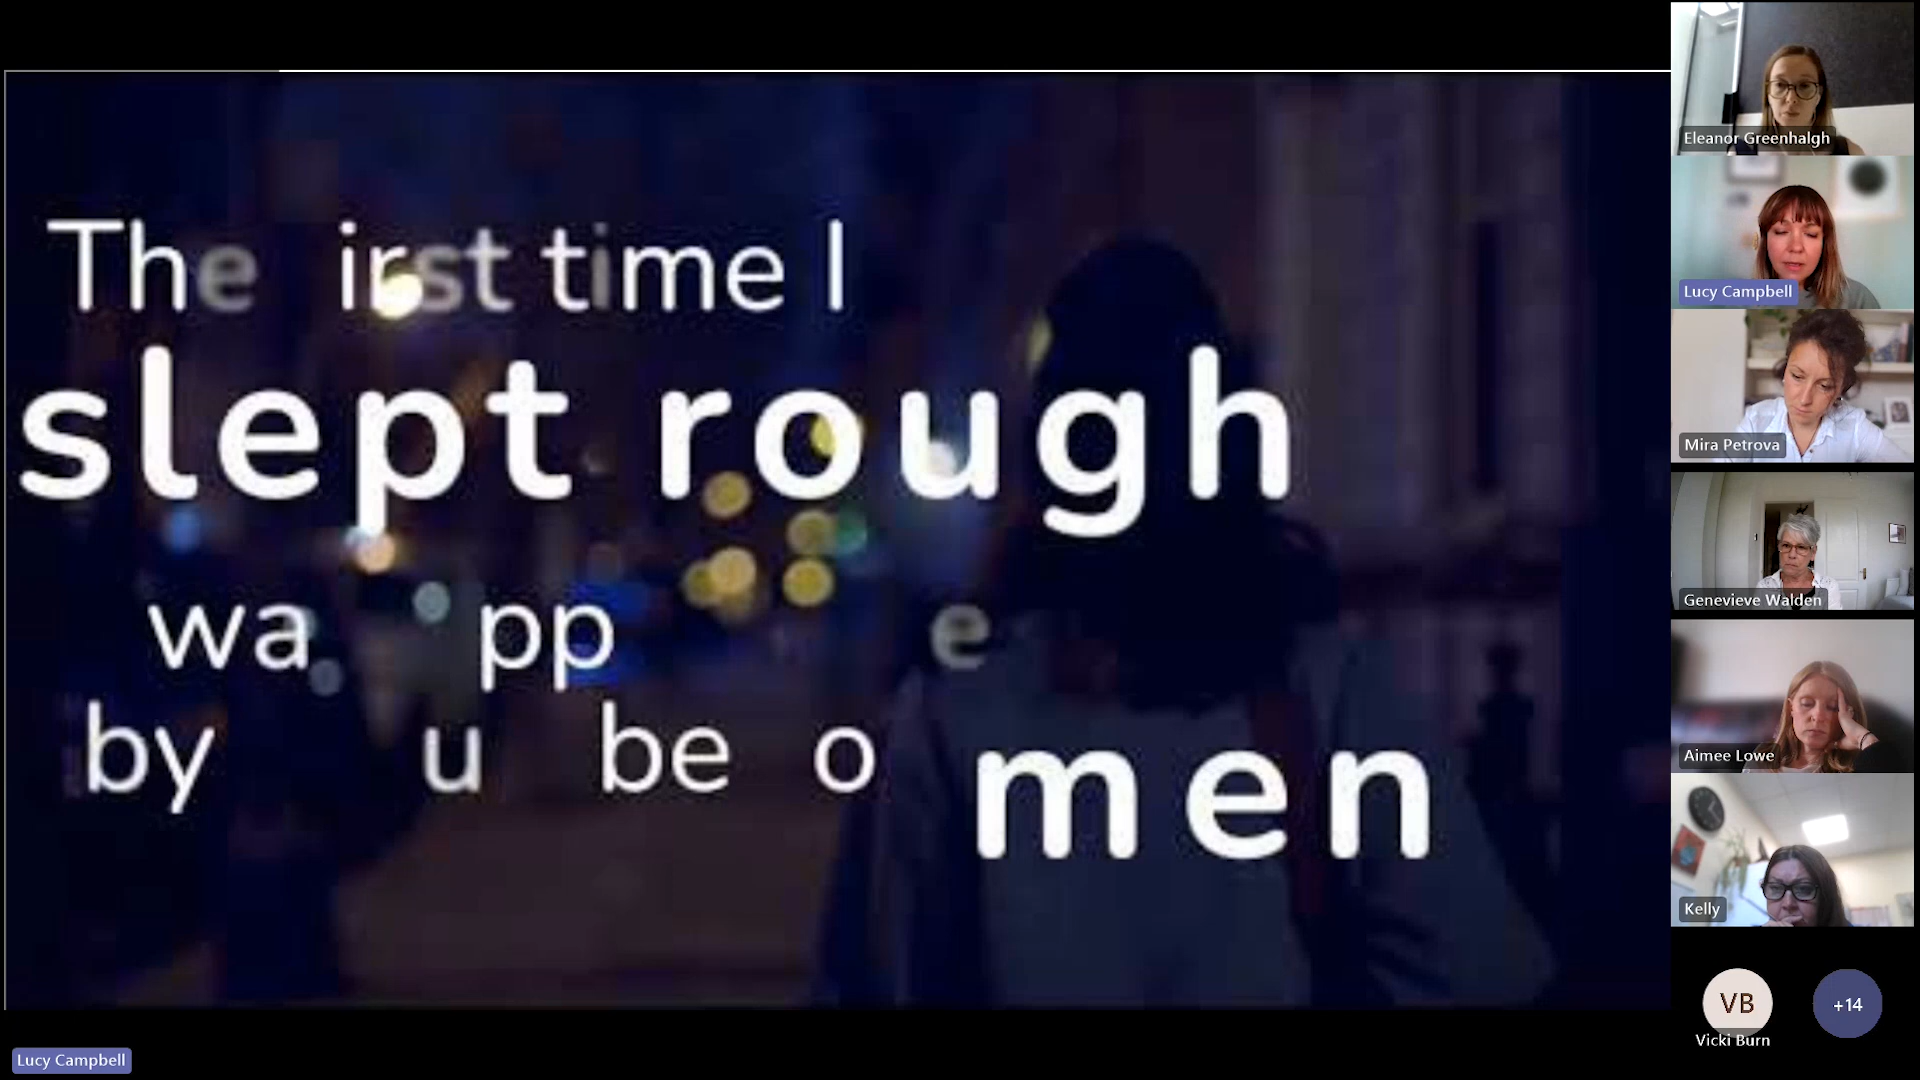 The irst time I
slept rough
wa pp e
by u be o men
Eleanor Greenhalgh
Lucy Campbell
Mira Petrova
Genevieve Walden
Aimee Lowe
Kelly
VB
+14
Vicki Burn
Lucy Campbell